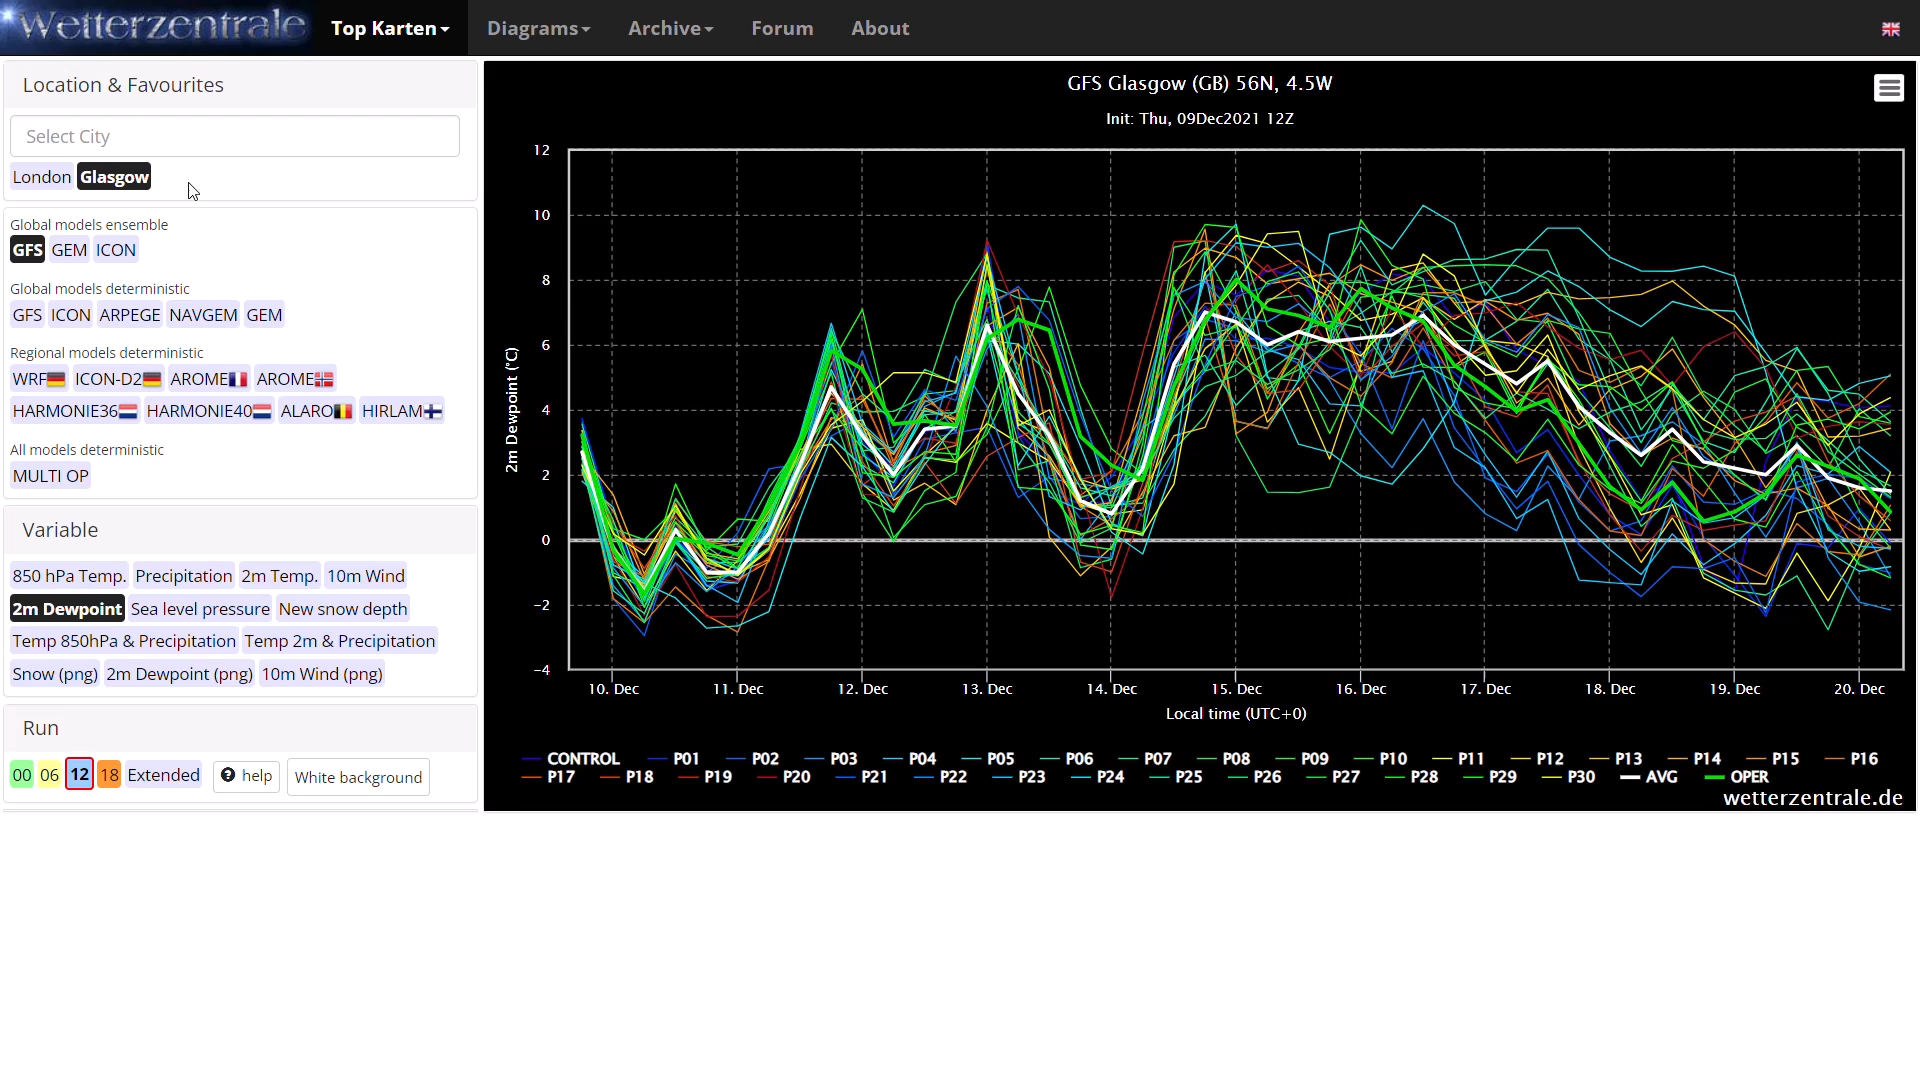 Wetterzentrale Top Karten Diagrams Archive Forum About
Location & Favourites
Select City
London Glasgow
Global models ensemble
GFS GEM ICON
Global models deterministic
GFS ICON ARPEGE NAVGEM GEM
Regional models deterministic
WRF ICON-D2 AROME AROME
HARMONIE36 HARMONIE40 ALARO HIRLAM
All models deterministic
MULTI OP
Variable
850 hPa Temp. Precipitation 2m Temp. 10m Wind
2m Dewpoint Sea level pressure New snow depth
Temp 850hPa & Precipitation Temp 2m & Precipitation
Snow (png) 2m Dewpoint (png) 10m Wind (png)
Run
00 06 12 18 Extended ? help White background
GFS Glasgow (GB) 56N, 4.5W
Init: Thu, 09Dec2021 12Z
2m Dewpoint (°C)
12
10
8
6
4
2
0
−2
−4
10. Dec 11. Dec 12. Dec 13. Dec 14. Dec 15. Dec 16. Dec 17. Dec 18. Dec 19. Dec 20. Dec
Local time (UTC+0)
CONTROL P01 P02 P03 P04 P05 P06 P07 P08 P09 P10 P11 P12 P13 P14 P15 P16
P17 P18 P19 P20 P21 P22 P23 P24 P25 P26 P27 P28 P29 P30 AVG OPER
wetterzentrale.de